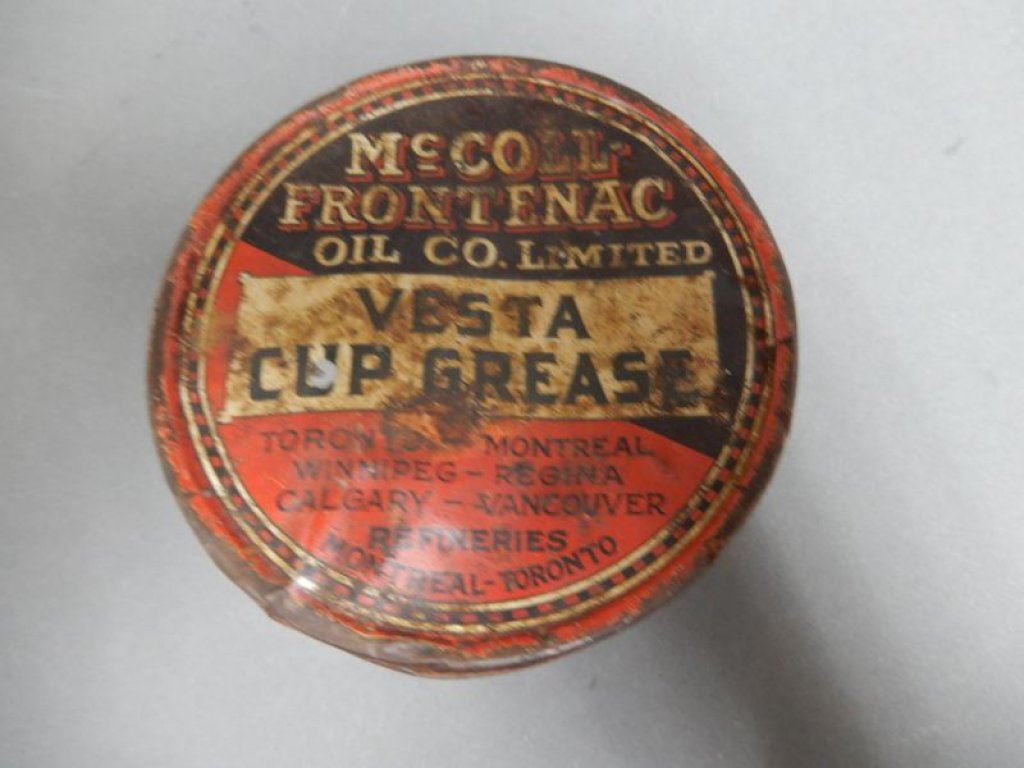 McCOLL-
FRONTENAC
OIL CO. LIMITED
VESTA
CUP GREASE
TORONTO - MONTREAL
WINNIPEG - REGINA
CALGARY - VANCOUVER
REFINERIES
MONTREAL - TORONTO